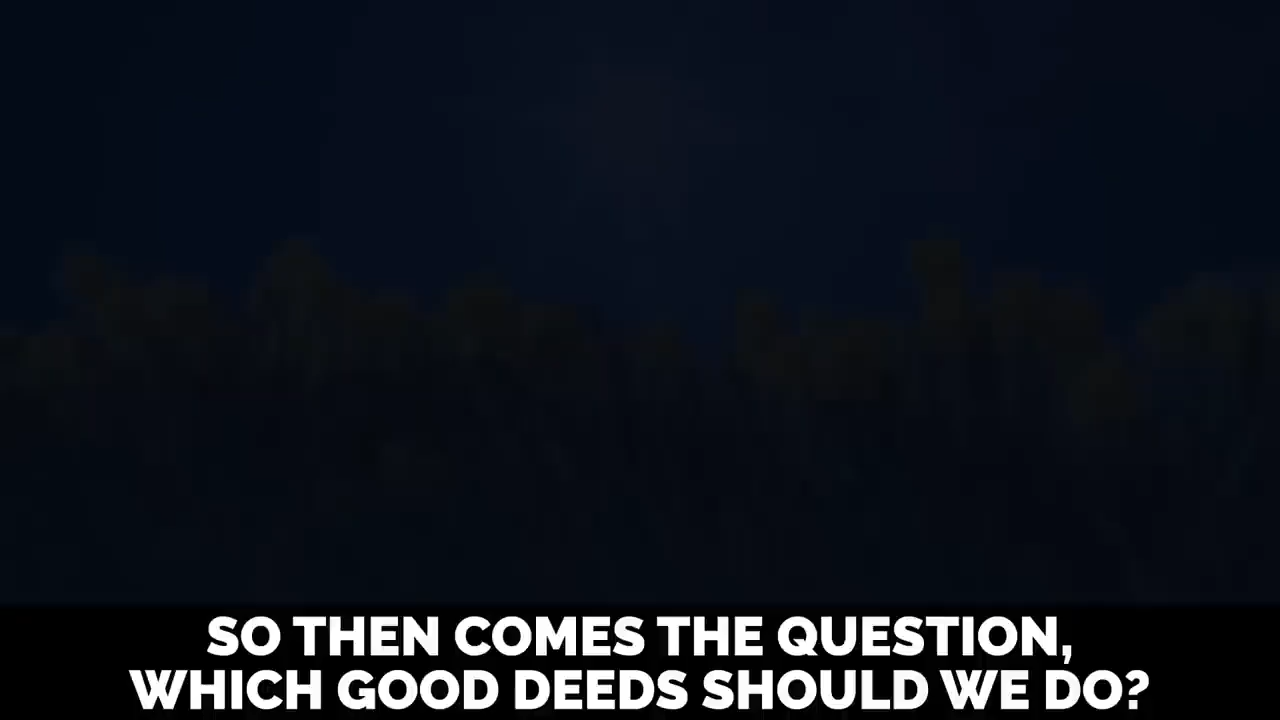 SO THEN COMES THE QUESTION,
WHICH GOOD DEEDS SHOULD WE DO?